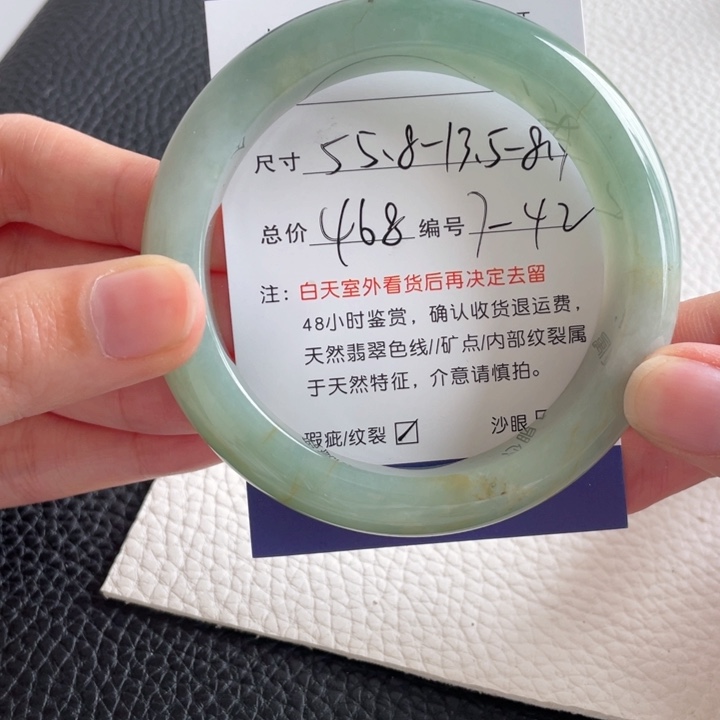 尺寸 55.8-13.5-8.
总价 468 编号 7-42
注：白天室外看货后再决定去留
48小时鉴赏，确认收货退运费，
天然翡翠色线//矿点/内部纹裂属
于天然特征，介意请慎拍。
瑕疵/纹裂 沙眼